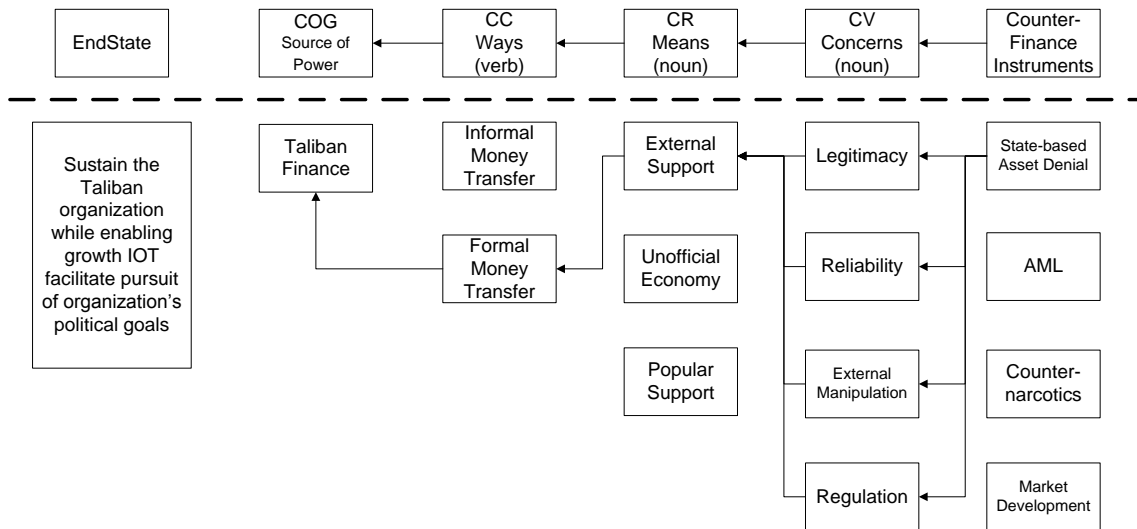 EndState
COG
Source of
Power
CC
Ways
(verb)
CR
Means
(noun)
CV
Concerns
(noun)
Counter-
Finance
Instruments
Sustain the
Taliban
organization
while enabling
growth IOT
facilitate pursuit
of organization's
political goals
Taliban
Finance
Informal
Money
Transfer
External
Support
Legitimacy
State-based
Asset Denial
Formal
Money
Transfer
Unofficial
Economy
Reliability
AML
Popular
Support
External
Manipulation
Counter-
narcotics
Regulation
Market
Development